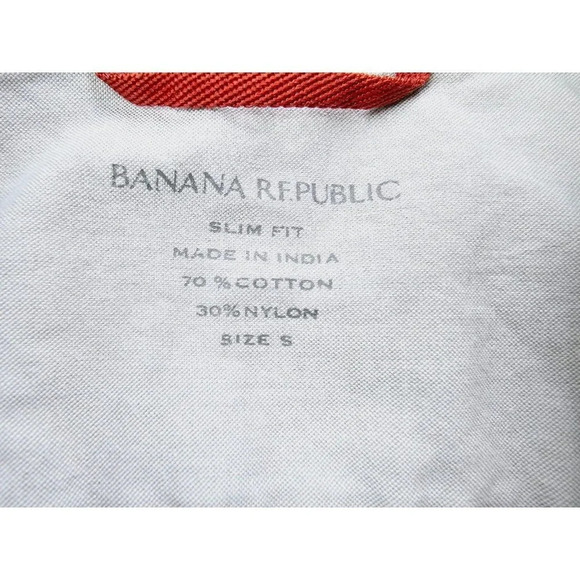 BANANA REPUBLIC
SLIM FIT
MADE IN INDIA
70 % COTTON
30% NYLON
SIZE S